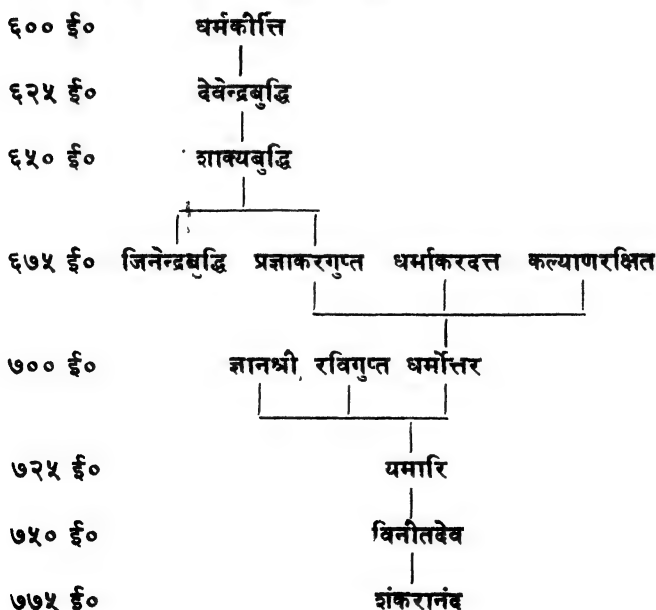 ६०० ई० धर्मकीर्त्ति
६२५ ई० देवेन्द्रबुद्धि
६५० ई० शाक्यबुद्धि
६७५ ई० जिनेन्द्रबुद्धि प्रज्ञाकरगुप्त धर्माकरदत्त कल्याणरक्षित
७०० ई० ज्ञानश्री रविगुप्त धर्मोत्तर
७२५ ई० यमारि
७५० ई० विनीतदेव
७७५ ई० शंकरानंद